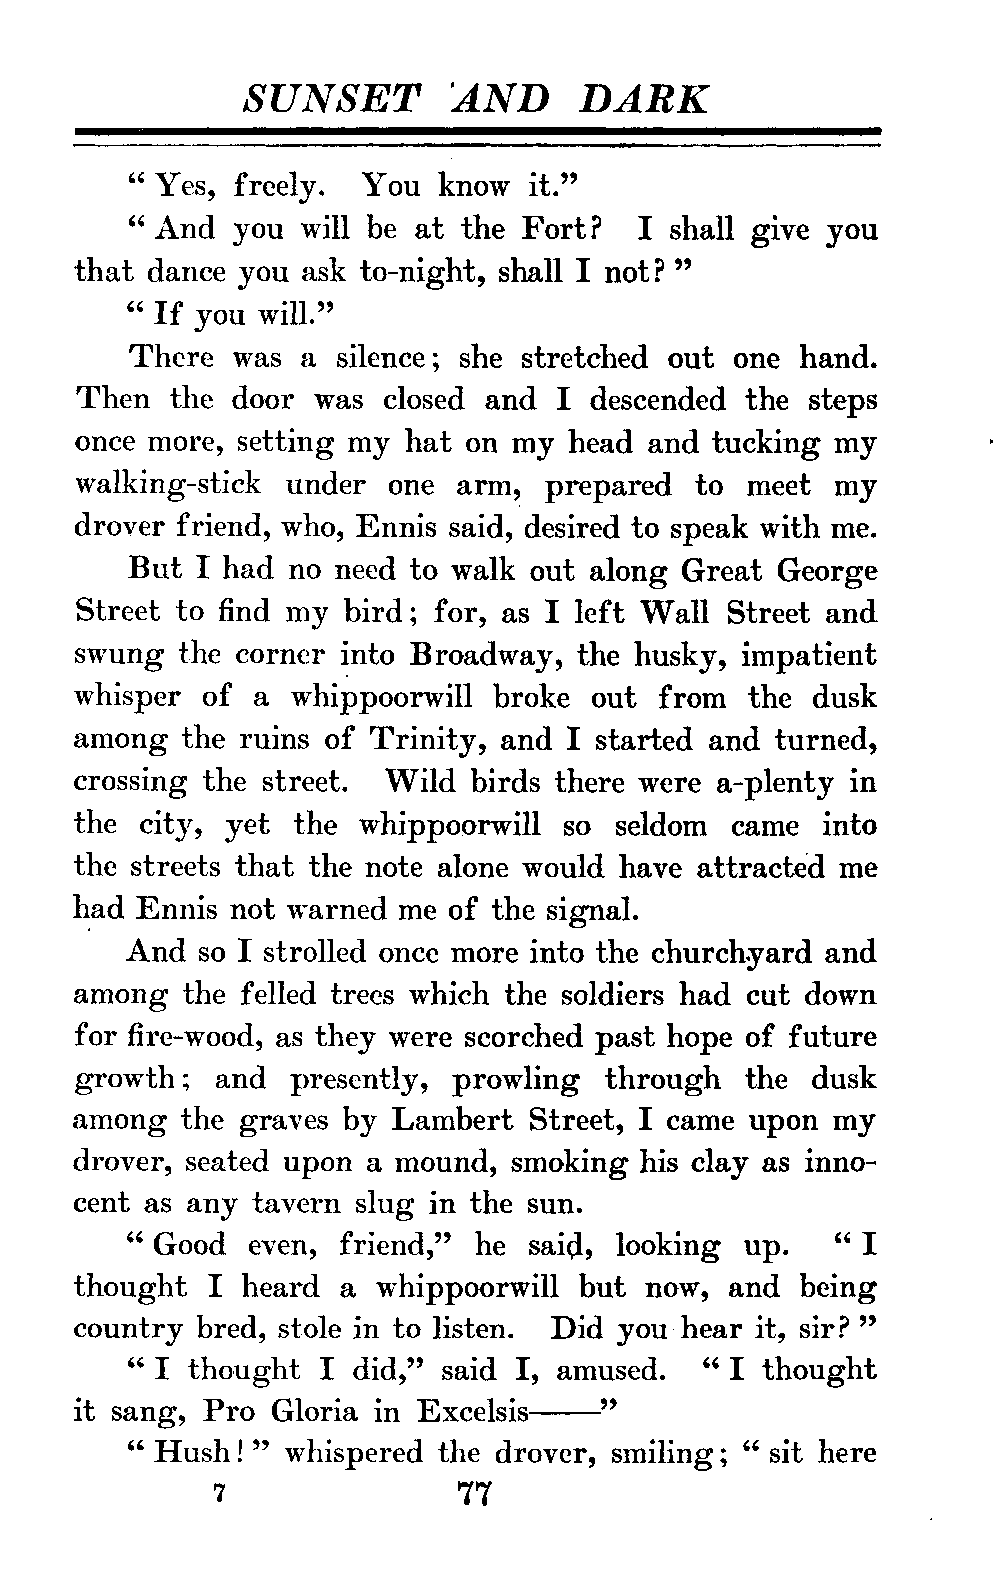 SUNSET AND DARK
“ Yes, freely. You know it.”
“ And you will be at the Fort? I shall give you
that dance you ask to-night, shall I not? ”
“ If you will.”
There was a silence; she stretched out one hand.
Then the door was closed and I descended the steps
once more, setting my hat on my head and tucking my
walking-stick under one arm, prepared to meet my
drover friend, who, Ennis said, desired to speak with me.
But I had no need to walk out along Great George
Street to find my bird; for, as I left Wall Street and
swung the corner into Broadway, the husky, impatient
whisper of a whippoorwill broke out from the dusk
among the ruins of Trinity, and I started and turned,
crossing the street. Wild birds there were a-plenty in
the city, yet the whippoorwill so seldom came into
the streets that the note alone would have attracted me
had Ennis not warned me of the signal.
And so I strolled once more into the churchyard and
among the felled trees which the soldiers had cut down
for fire-wood, as they were scorched past hope of future
growth; and presently, prowling through the dusk
among the graves by Lambert Street, I came upon my
drover, seated upon a mound, smoking his clay as inno-
cent as any tavern slug in the sun.
“ Good even, friend,” he said, looking up. “ I
thought I heard a whippoorwill but now, and being
country bred, stole in to listen. Did you hear it, sir? ”
“ I thought I did,” said I, amused. “ I thought
it sang, Pro Gloria in Excelsis——”
“ Hush! ” whispered the drover, smiling; “ sit here
7 77